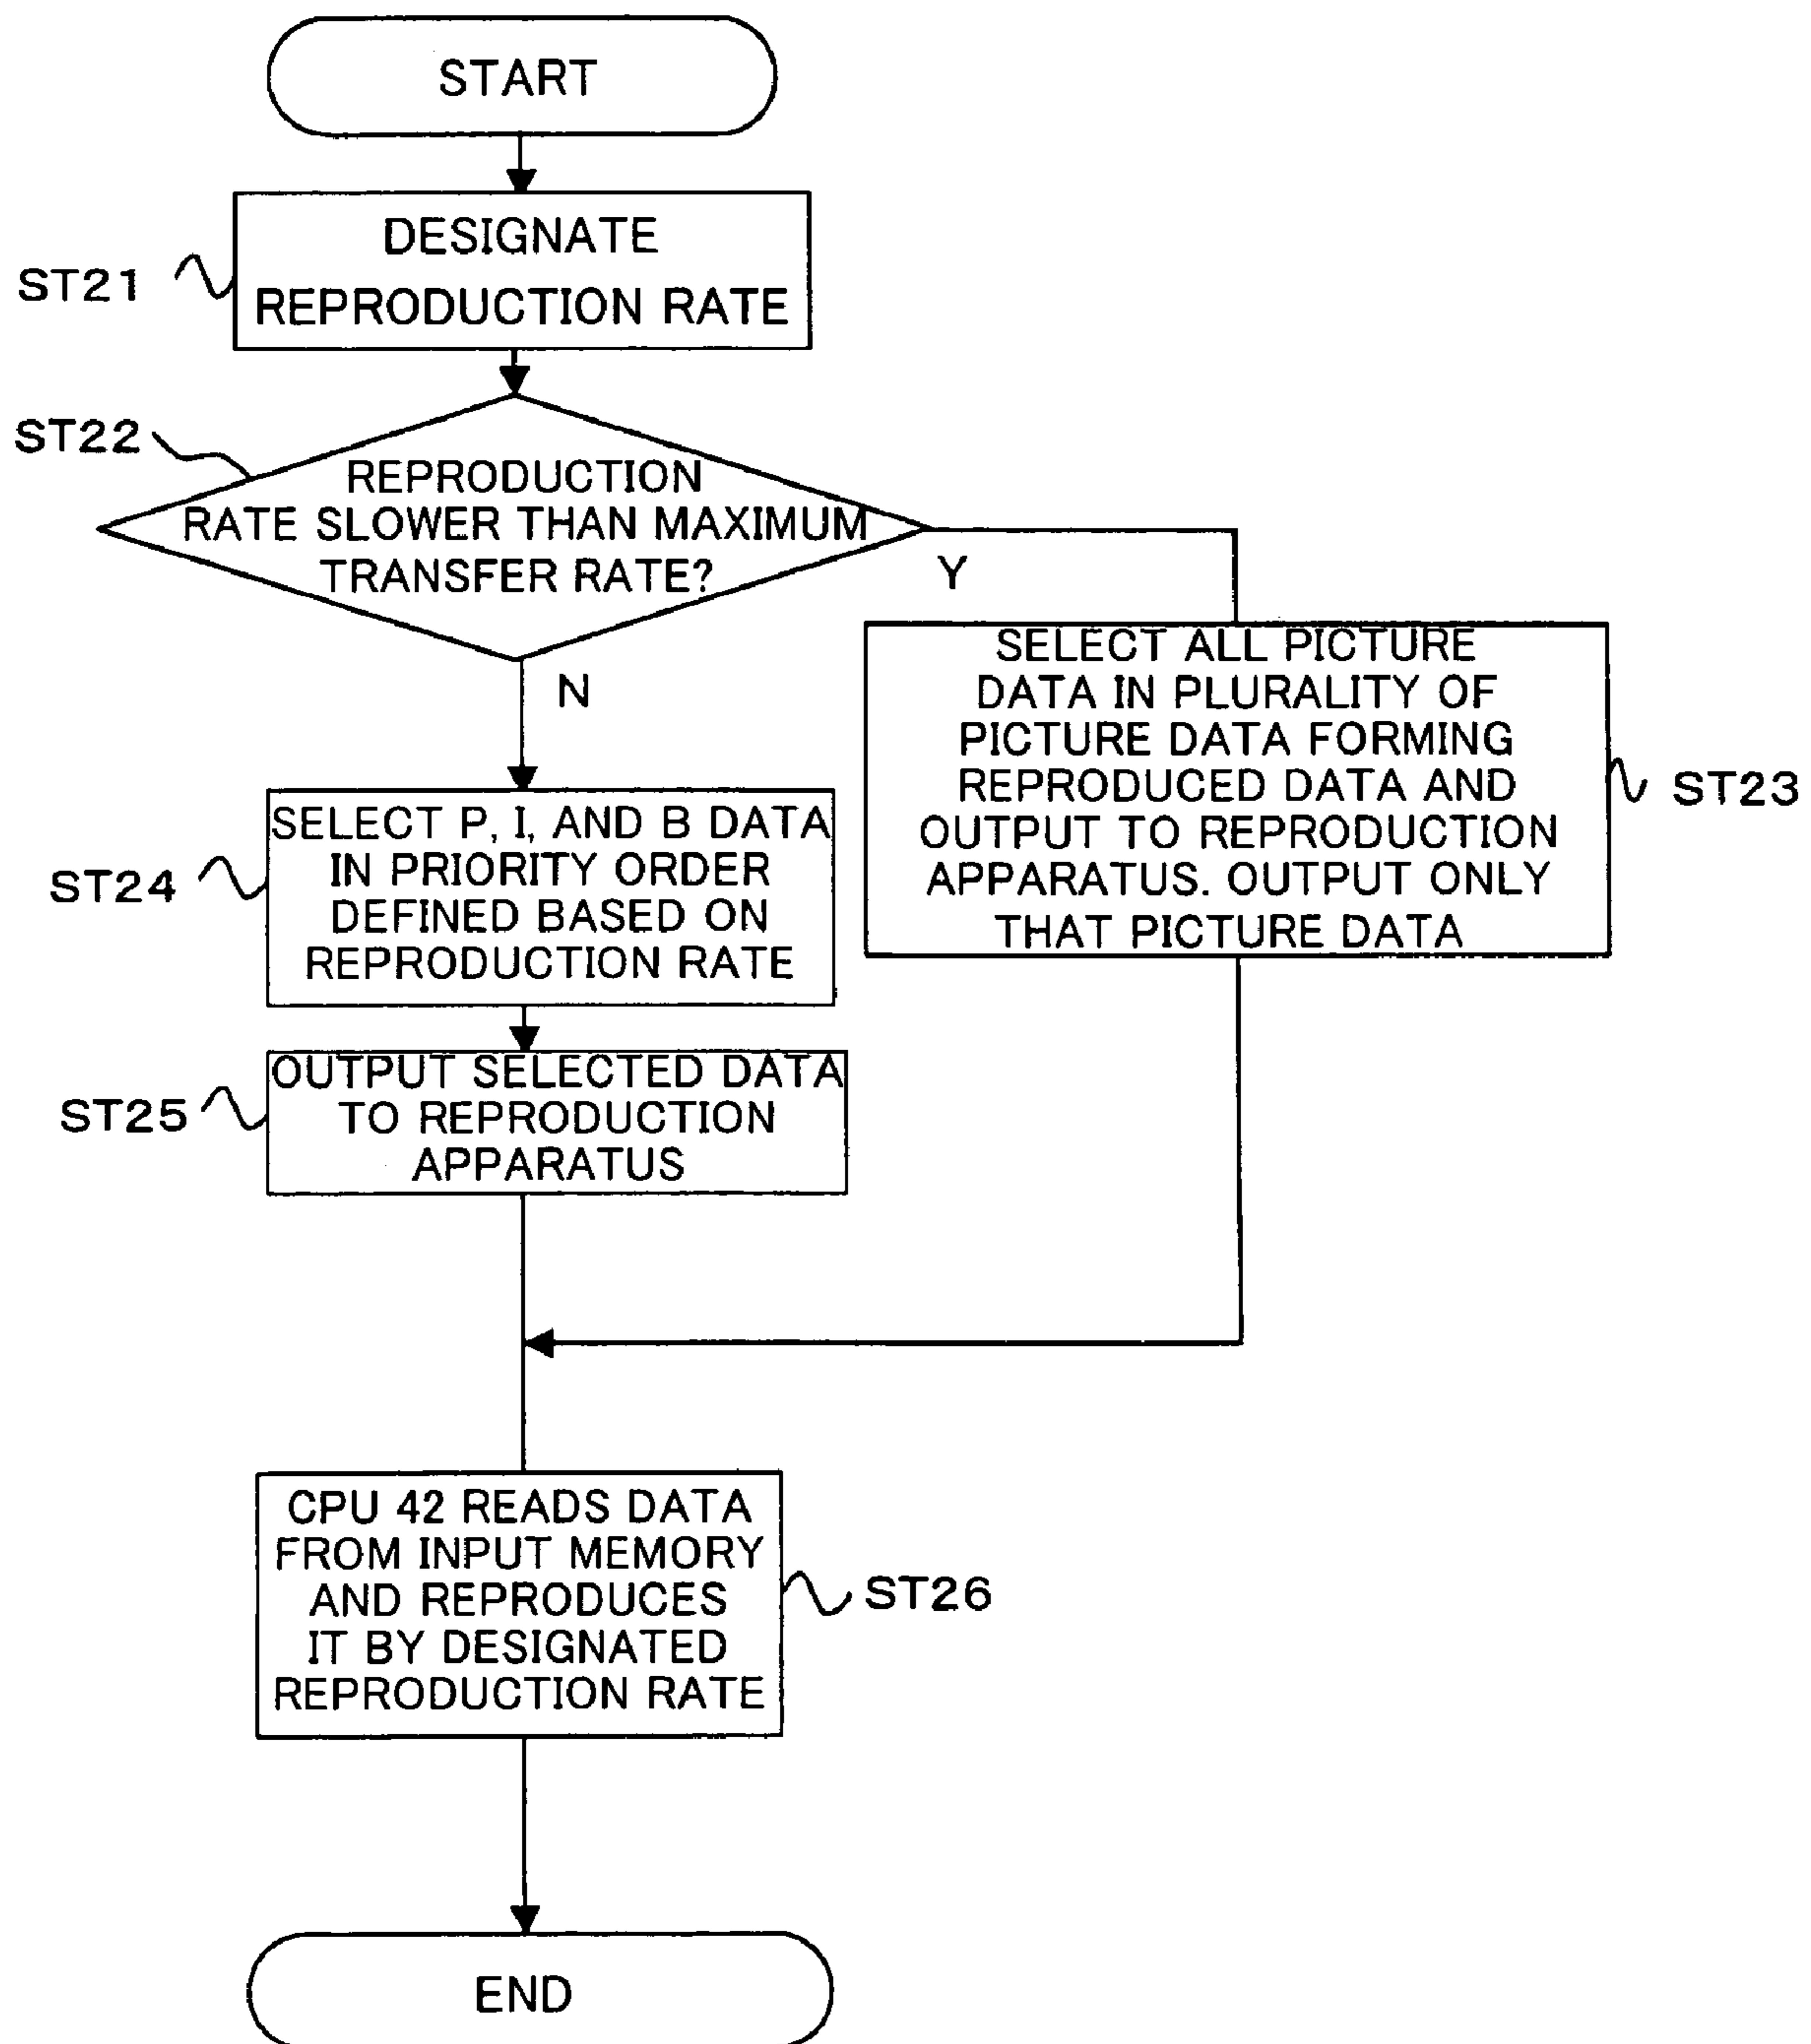 START
ST21
DESIGNATE
REPRODUCTION RATE
ST22
REPRODUCTION
RATE SLOWER THAN MAXIMUM
TRANSFER RATE?
Y
N
SELECT ALL PICTURE
DATA IN PLURALITY OF
PICTURE DATA FORMING
REPRODUCED DATA AND
OUTPUT TO REPRODUCTION
APPARATUS. OUTPUT ONLY
THAT PICTURE DATA
ST23
ST24
SELECT P, I, AND B DATA
IN PRIORITY ORDER
DEFINED BASED ON
REPRODUCTION RATE
ST25
OUTPUT SELECTED DATA
TO REPRODUCTION
APPARATUS
CPU 42 READS DATA
FROM INPUT MEMORY
AND REPRODUCES
IT BY DESIGNATED
REPRODUCTION RATE
ST26
END